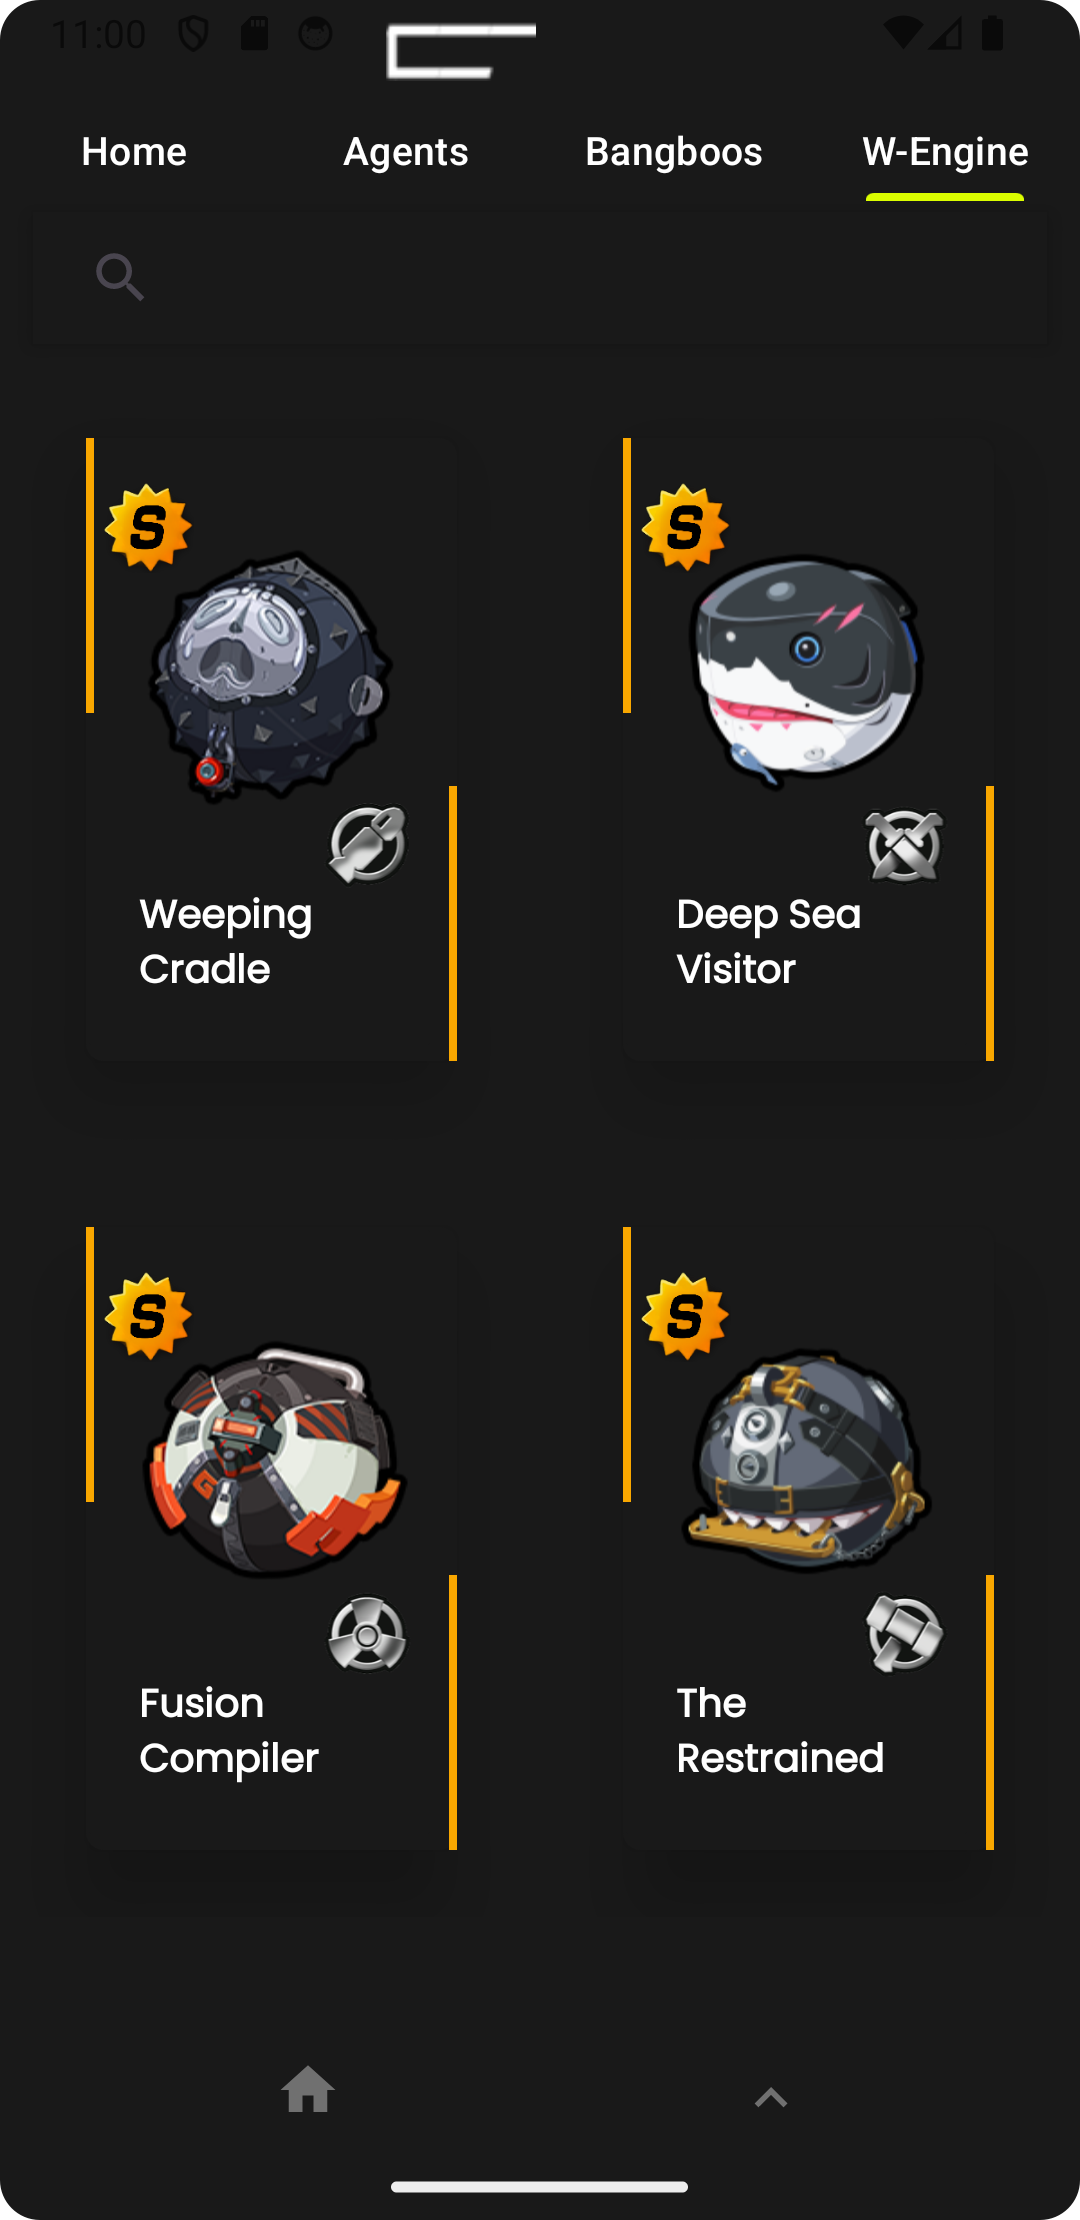 11:00
Home Agents Bangboos W-Engine
S
S
Weeping
Cradle
Deep Sea
Visitor
S
S
Fusion
Compiler
The
Restrained